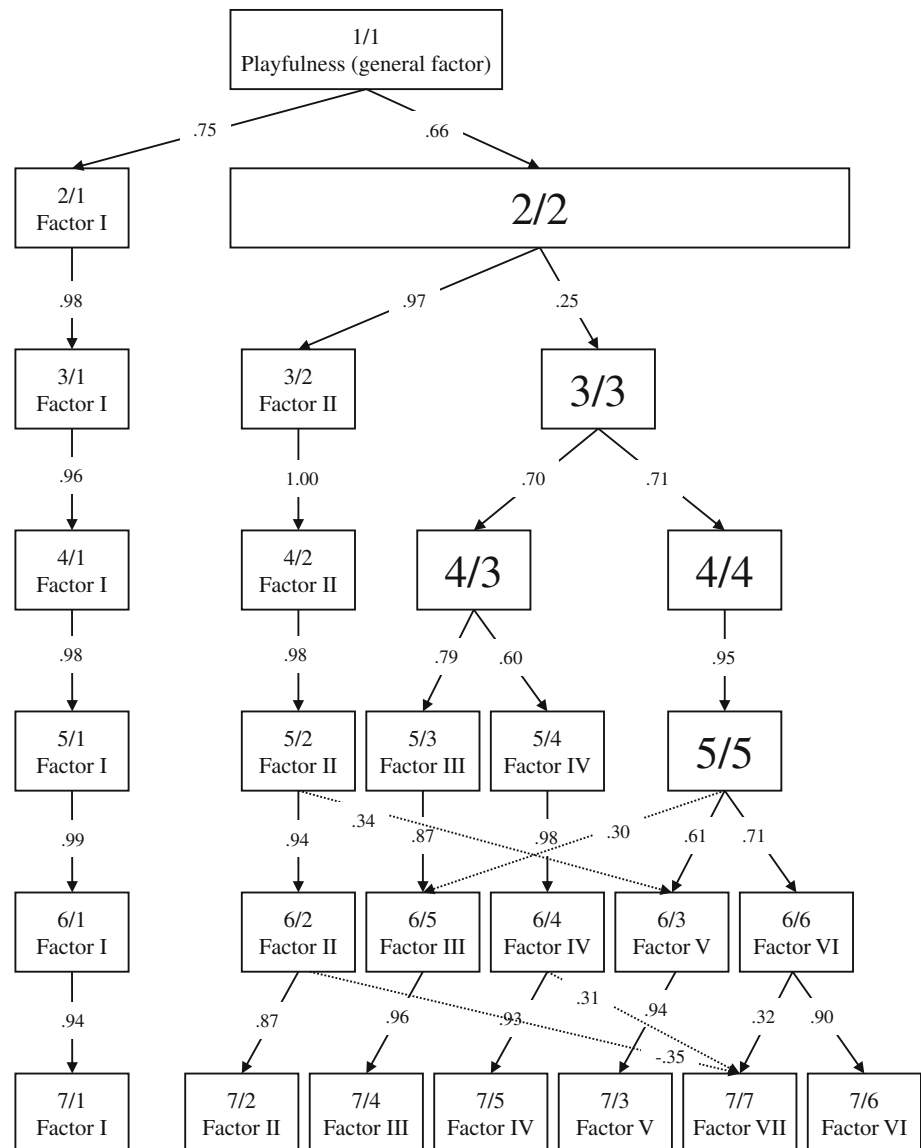 1/1
Playfulness (general factor)
.75
.66
2/1
Factor I
2/2
.98
.97
.25
3/1
Factor I
3/2
Factor II
3/3
.96
1.00
.70
.71
4/1
Factor I
4/2
Factor II
4/3
4/4
.98
.98
.79
.60
.95
5/1
Factor I
5/2
Factor II
5/3
Factor III
5/4
Factor IV
5/5
.99
.94
.34
.87
.98
.30
.61
.71
6/1
Factor I
6/2
Factor II
6/5
Factor III
6/4
Factor IV
6/3
Factor V
6/6
Factor VI
.94
.87
.96
.93
.31
.94
-.35
.32
.90
7/1
Factor I
7/2
Factor II
7/4
Factor III
7/5
Factor IV
7/3
Factor V
7/7
Factor VII
7/6
Factor VI